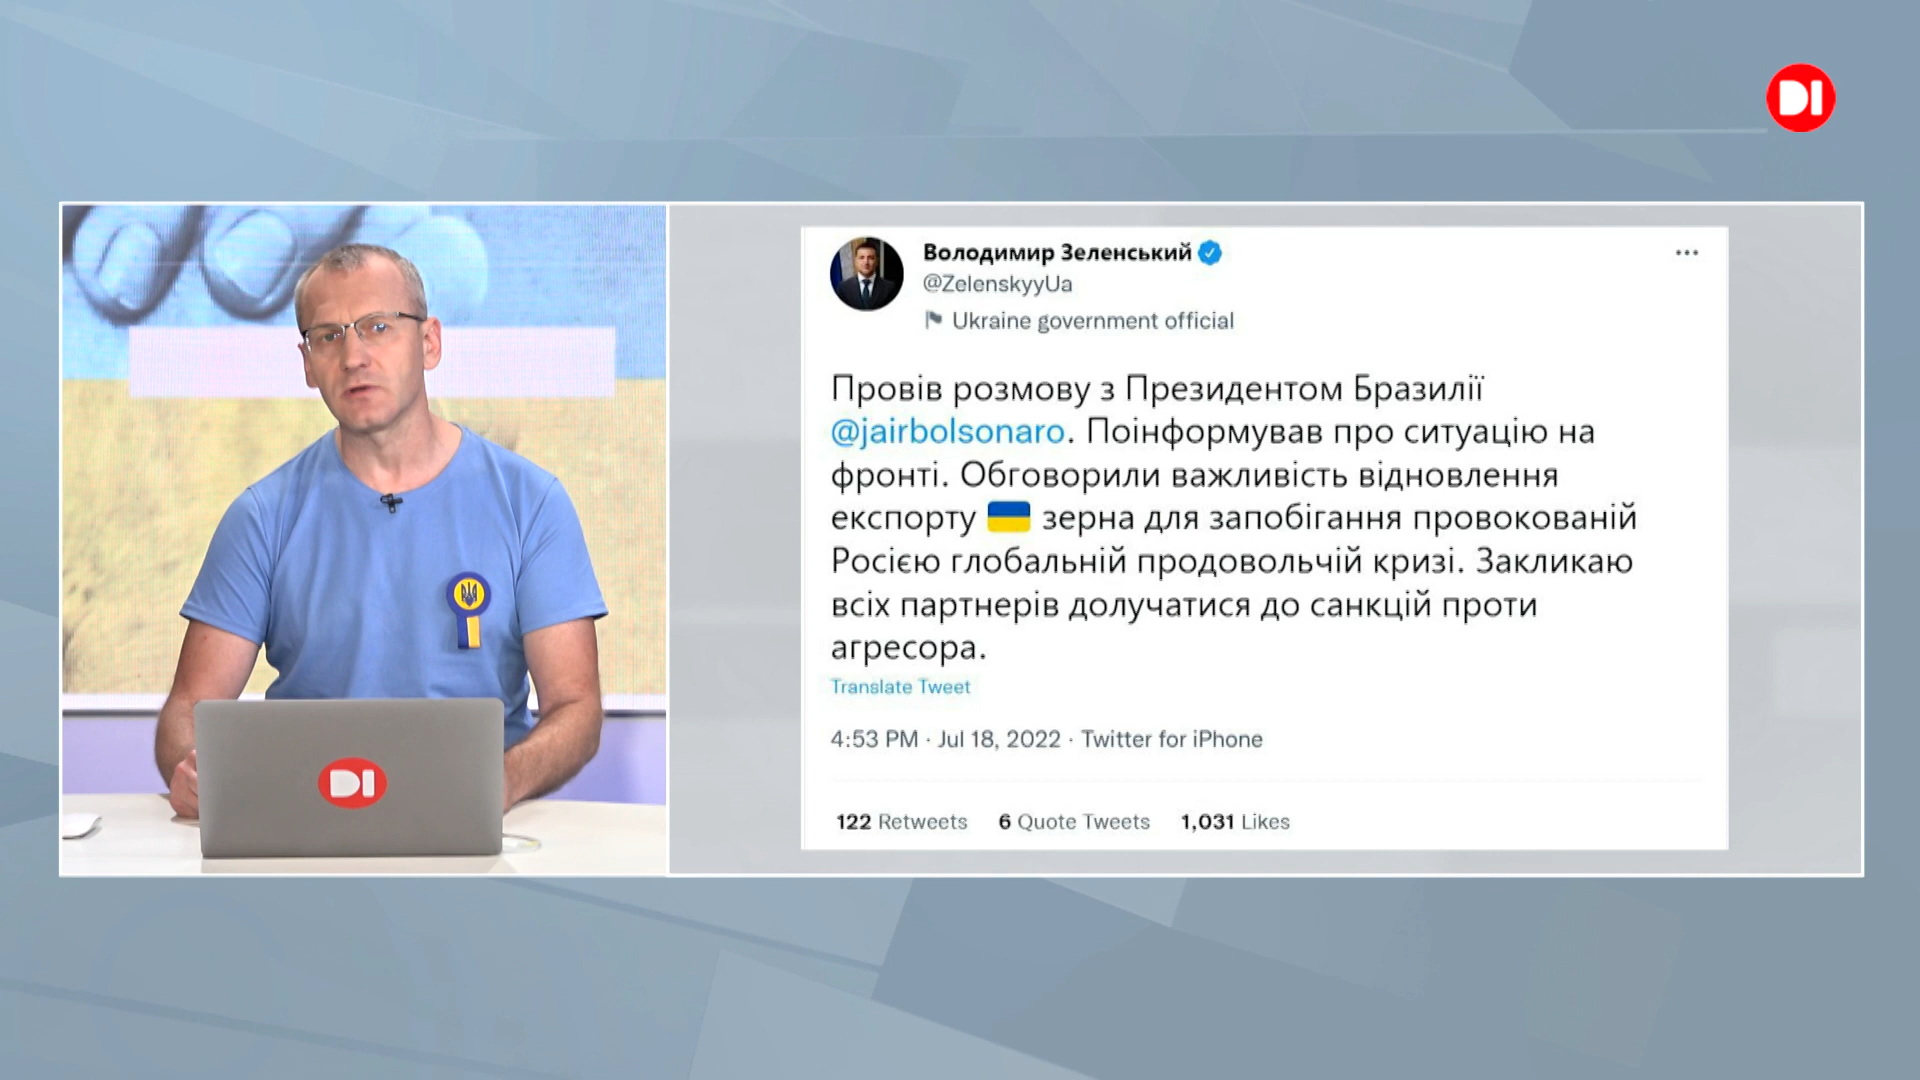 DI
Володимир Зеленський
@ZelenskyyUa
Ukraine government official
Провів розмову з Президентом Бразилії
@jairbolsonaro. Поінформував про ситуацію на
фронті. Обговорили важливість відновлення
експорту 🇺🇦 зерна для запобігання провокованій
Росією глобальній продовольчій кризі. Закликаю
всіх партнерів долучатися до санкцій проти
агресора.
Translate Tweet
4:53 PM · Jul 18, 2022 · Twitter for iPhone
122 Retweets 6 Quote Tweets 1,031 Likes
DI